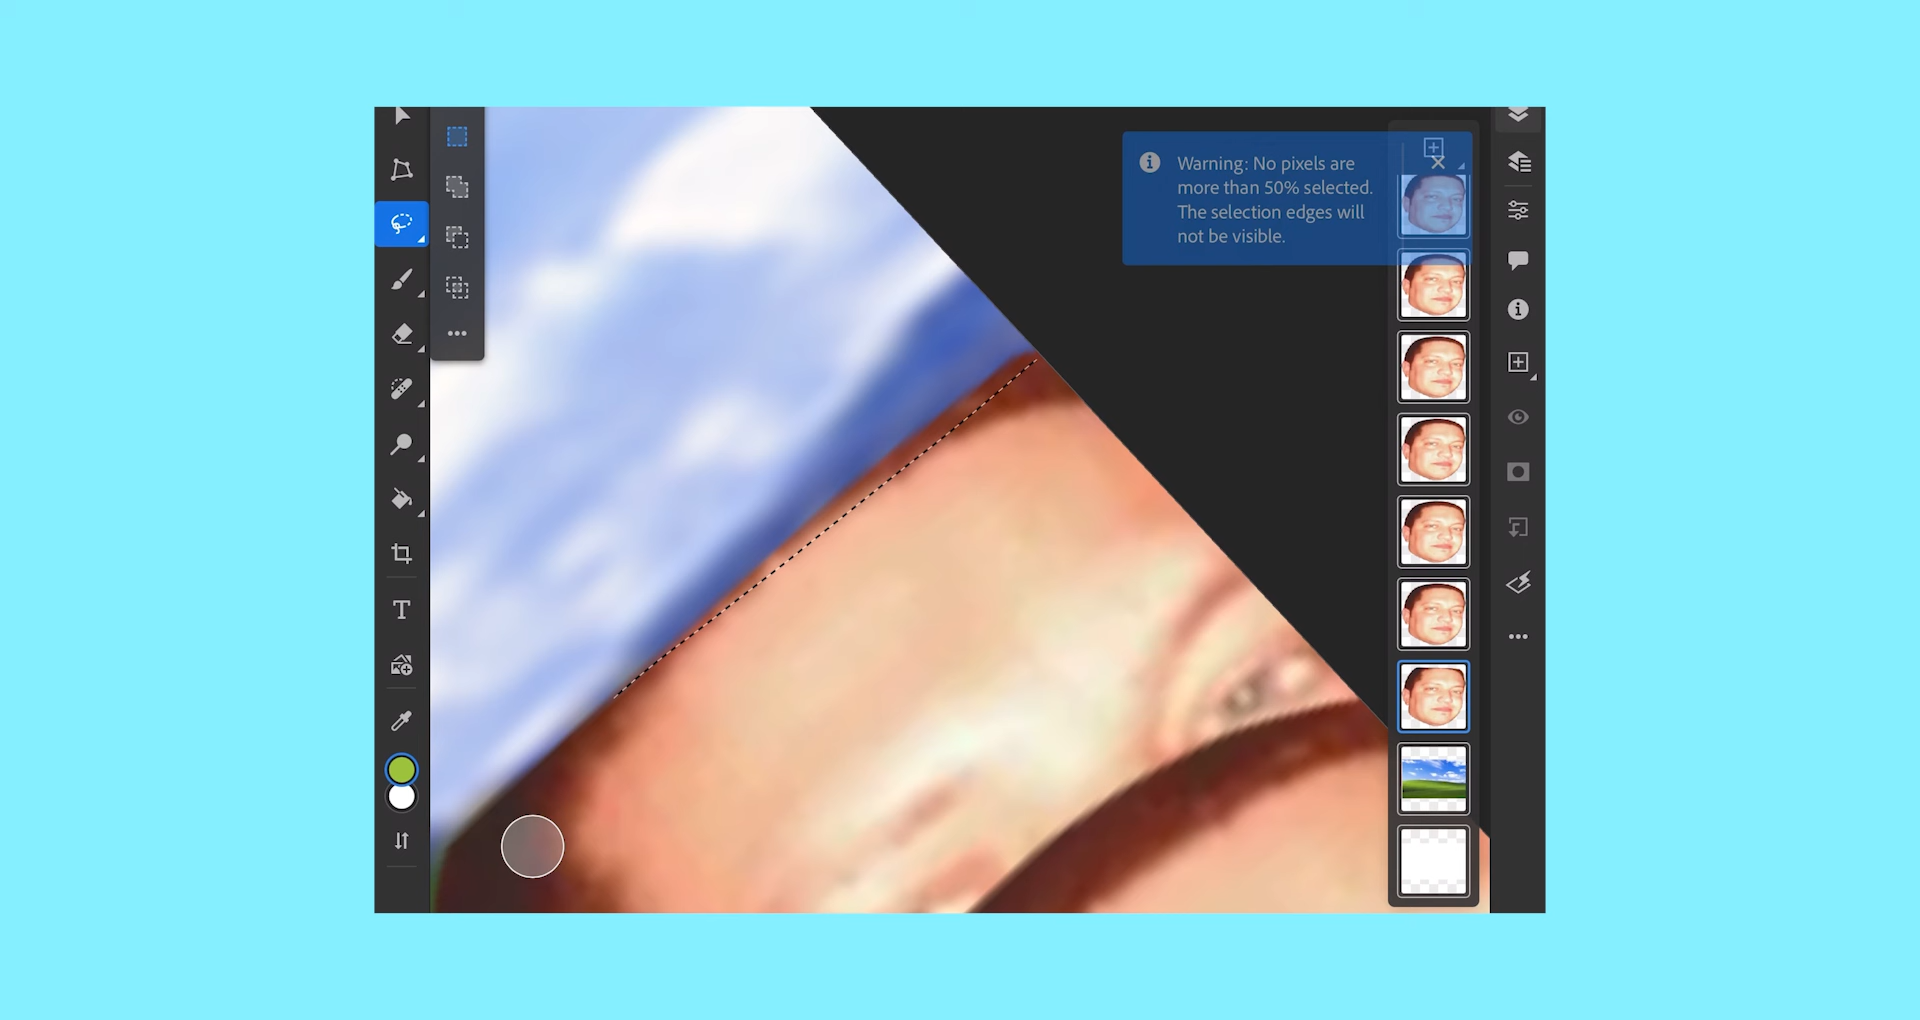 Warning: No pixels are
more than 50% selected.
The selection edges will
not be visible.